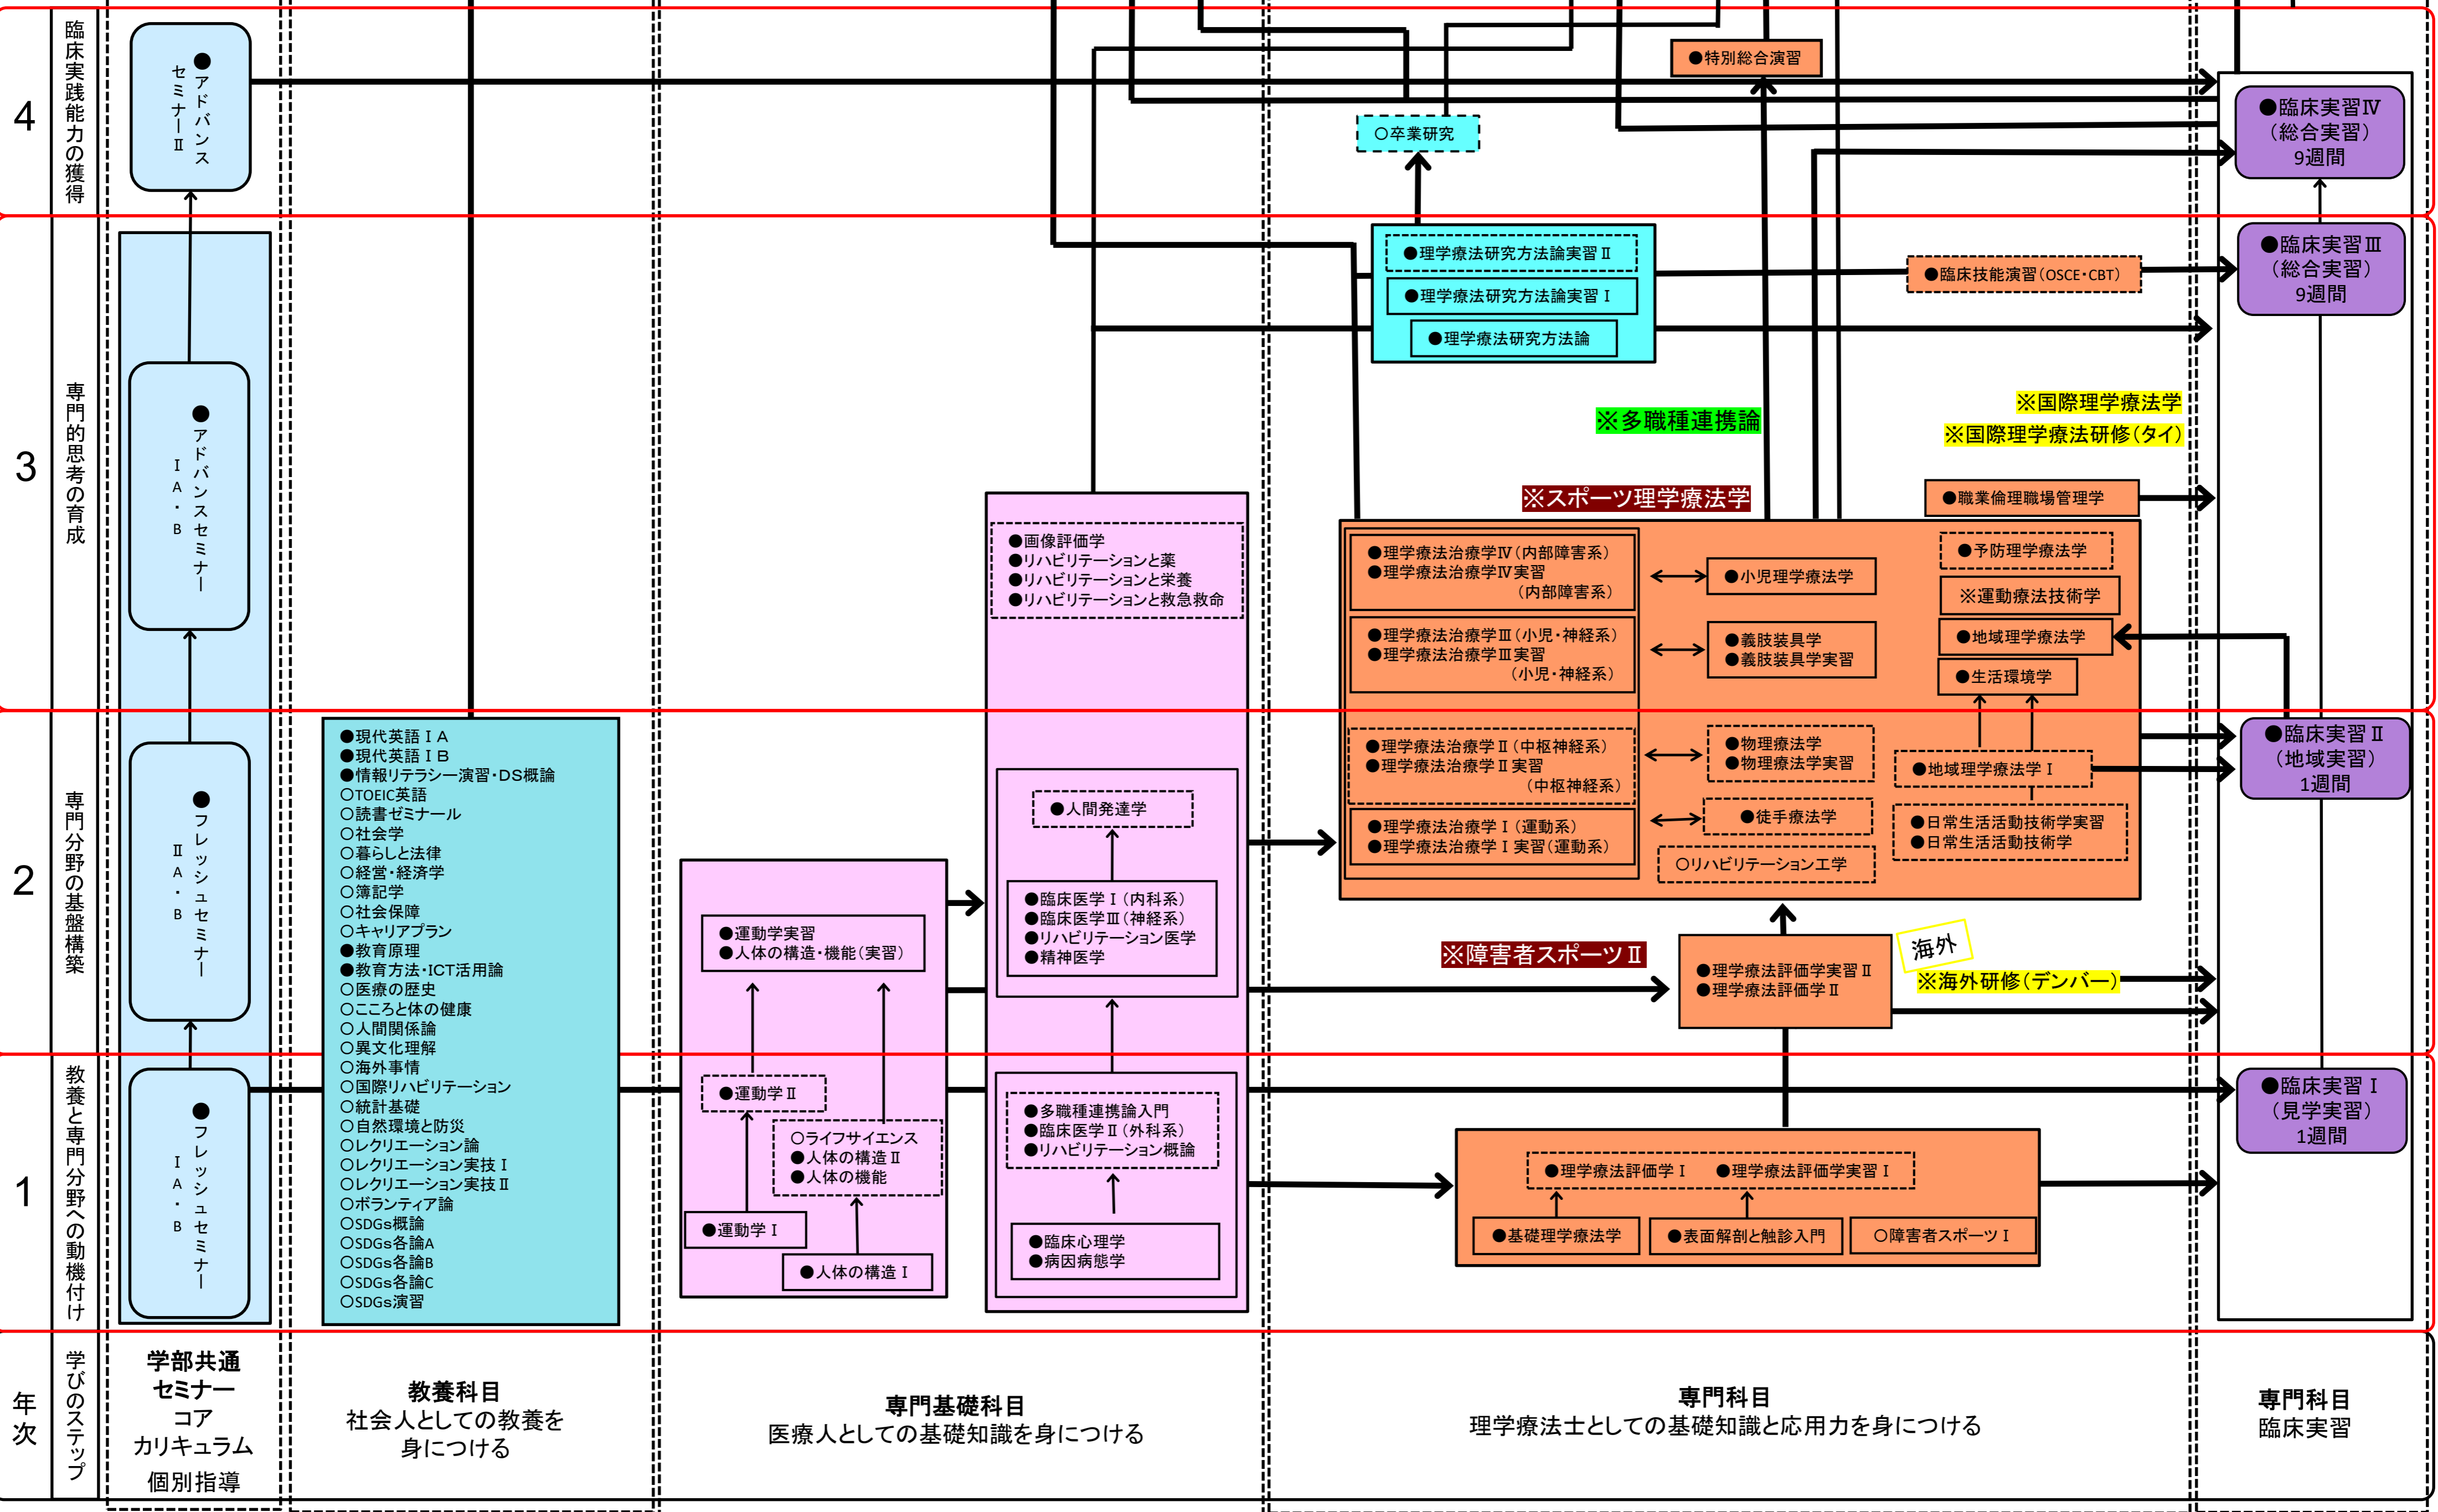 4
臨床実践能力の獲得
●アドバンス
セミナーⅡ
●特別総合演習
○卒業研究
●臨床実習Ⅳ
（総合実習）
9週間
3
専門的思考の育成
●アドバンスセミナー
ⅠA・B
●理学療法研究方法論実習Ⅱ
●理学療法研究方法論実習Ⅰ
●理学療法研究方法論
●臨床技能演習（OSCE・CBT）
●臨床実習Ⅲ
（総合実習）
9週間
※国際理学療法学
※国際理学療法研修（タイ）
※多職種連携論
※スポーツ理学療法学
●職業倫理職場管理学
●画像評価学
●リハビリテーションと薬
●リハビリテーションと栄養
●リハビリテーションと救急救命
●理学療法治療学Ⅳ（内部障害系）
●理学療法治療学Ⅳ実習
（内部障害系）
●小児理学療法学
●予防理学療法学
※運動療法技術学
●理学療法治療学Ⅲ（小児・神経系）
●理学療法治療学Ⅲ実習
（小児・神経系）
●義肢装具学
●義肢装具学実習
●地域理学療法学
●生活環境学
2
専門分野の基盤構築
●フレッシュセミナー
ⅡA・B
●現代英語ⅠA
●現代英語ⅠB
●情報リテラシー演習・DS概論
○TOEIC英語
○読書ゼミナール
○社会学
○暮らしと法律
○経営・経済学
○簿記学
○社会保障
○キャリアプラン
●教育原理
●教育方法・ICT活用論
○医療の歴史
○こころと体の健康
○人間関係論
○異文化理解
○海外事情
○国際リハビリテーション
○統計基礎
○自然環境と防災
○レクリエーション論
○レクリエーション実技Ⅰ
○レクリエーション実技Ⅱ
○ボランティア論
○SDGs概論
○SDGs各論A
○SDGs各論B
○SDGs各論C
○SDGs演習
●運動学実習
●人体の構造・機能（実習）
●人間発達学
●臨床医学Ⅰ（内科系）
●臨床医学Ⅲ（神経系）
●リハビリテーション医学
●精神医学
●理学療法治療学Ⅱ（中枢神経系）
●理学療法治療学Ⅱ実習
（中枢神経系）
●物理療法学
●物理療法学実習
●地域理学療法学Ⅰ
●理学療法治療学Ⅰ（運動系）
●理学療法治療学Ⅰ実習（運動系）
●徒手療法学
○リハビリテーション工学
●日常生活活動技術学実習
●日常生活活動技術学
●臨床実習Ⅱ
（地域実習）
1週間
※障害者スポーツⅡ
●理学療法評価学実習Ⅱ
●理学療法評価学Ⅱ
海外
※海外研修（デンバー）
1
教養と専門分野への動機付け
●フレッシュセミナー
ⅠA・B
●運動学Ⅱ
○ライフサイエンス
●人体の構造Ⅱ
●人体の機能
●運動学Ⅰ
●人体の構造Ⅰ
●多職種連携論入門
●臨床医学Ⅱ（外科系）
●リハビリテーション概論
●臨床心理学
●病因病態学
●理学療法評価学Ⅰ ●理学療法評価学実習Ⅰ
●基礎理学療法学
●表面解剖と触診入門
○障害者スポーツⅠ
●臨床実習Ⅰ
（見学実習）
1週間
年次
学びのステップ
学部共通
セミナー
コア
カリキュラム
個別指導
教養科目
社会人としての教養を
身につける
専門基礎科目
医療人としての基礎知識を身につける
専門科目
理学療法士としての基礎知識と応用力を身につける
専門科目
臨床実習